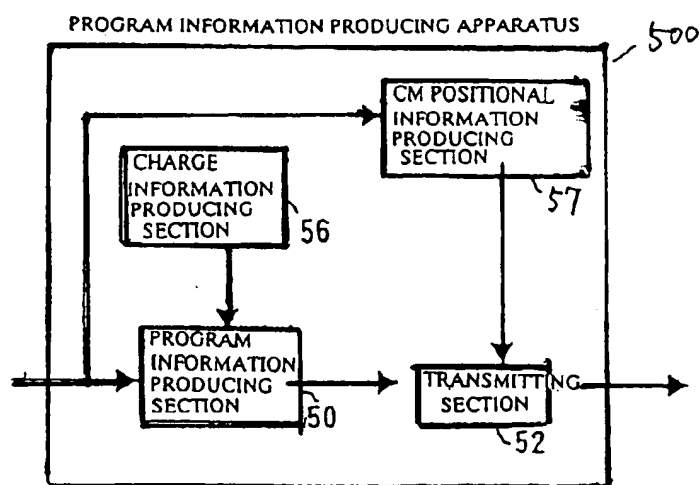 PROGRAM INFORMATION PRODUCING APPARATUS
500
CM POSITIONAL
INFORMATION
PRODUCING
SECTION
57
CHARGE
INFORMATION
PRODUCING
SECTION
56
PROGRAM
INFORMATION
PRODUCING
SECTION
50
TRANSMITTING
SECTION
52